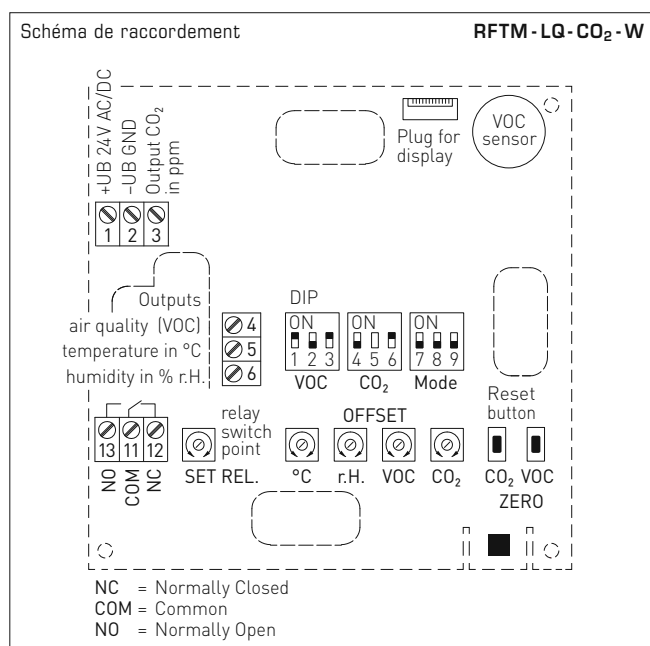 Schéma de raccordement
RFTM-LQ-CO₂-W
+UB 24V AC/DC
–UB GND
Output CO₂
in ppm
1 2 3
Plug for
display
VOC
sensor
Outputs
air quality (VOC)
temperature in °C
humidity in % r.H.
4
5
6
DIP
ON ON ON
1 2 3 4 5 6 7 8 9
VOC CO₂ Mode
Reset
button
13 11 12
NO COM NC
relay
switch
point
SET REL.
OFFSET
°C r.H. VOC CO₂
CO₂ VOC
ZERO
NC = Normally Closed
COM = Common
NO = Normally Open